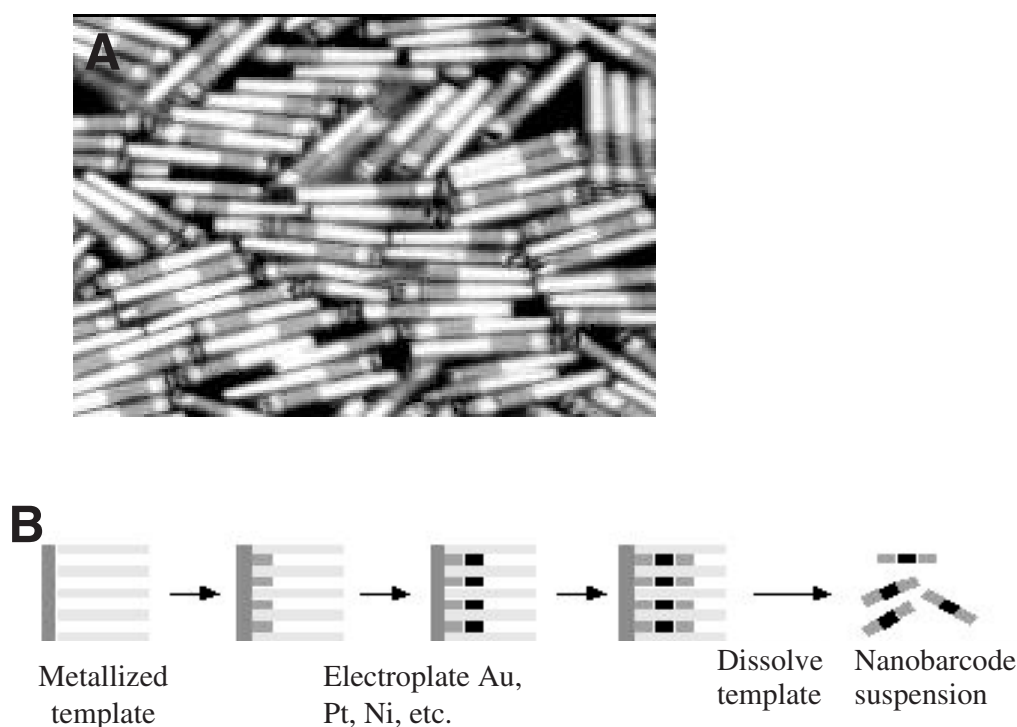 A
B
Metallized
template
Electroplate Au,
Pt, Ni, etc.
Dissolve
template
Nanobarcode
suspension